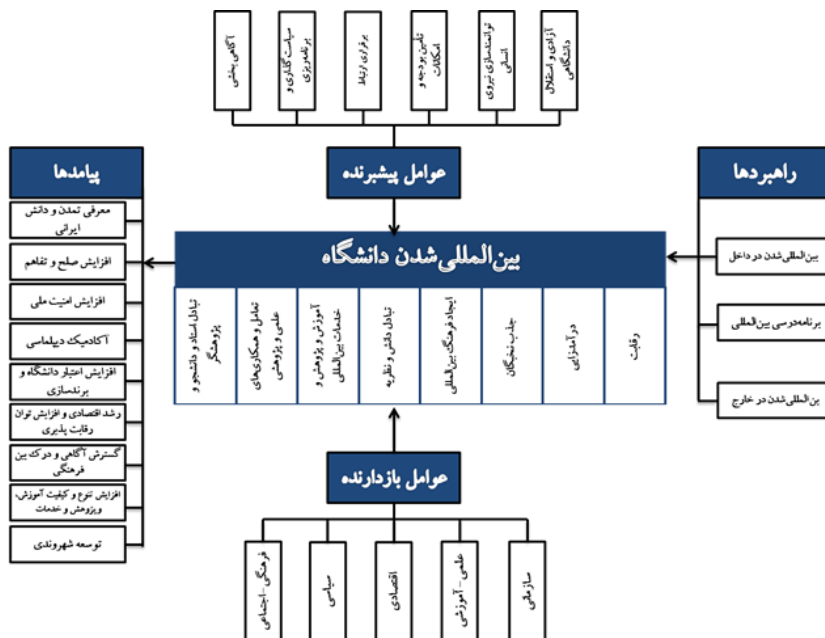 آزادی و استقلال
دانشگاهی
توانمندسازی نیروی
انسانی
تأمین بودجه و
امکانات
برقراری ارتباط
سیاست گذاری و
برنامه‌ریزی
آگاهی بخشی
عوامل پیشبرنده
راهبردها
بین‌المللی‌شدن در داخل
برنامه‌درسی بین‌المللی
بین‌المللی‌شدن در خارج
بین‌المللی شدن دانشگاه
رقابت
درآمدزایی
جذب نخبگان
ایجاد فرهنگ بین‌المللی
تبادل دانش و نظریه
آموزش و پژوهش و
خدمات بین‌المللی
تعامل و همکاری‌های
علمی و پژوهشی
تبادل استاد و دانشجو و
پژوهشگر
پیامدها
معرفی تمدن و دانش
ایرانی
افزایش صلح و تفاهم
افزایش امنیت ملی
آکادمیک دیپلماسی
افزایش اعتبار دانشگاه و
برندسازی
رشد اقتصادی و افزایش توان
رقابت پذیری
گسترش آگاهی و درک بین
فرهنگی
افزایش تنوع و کیفیت آموزش،
وپژوهش و خدمات
توسعه شهروندی
عوامل بازدارنده
سازمانی
علمی - آموزشی
اقتصادی
سیاسی
فرهنگی - اجتماعی